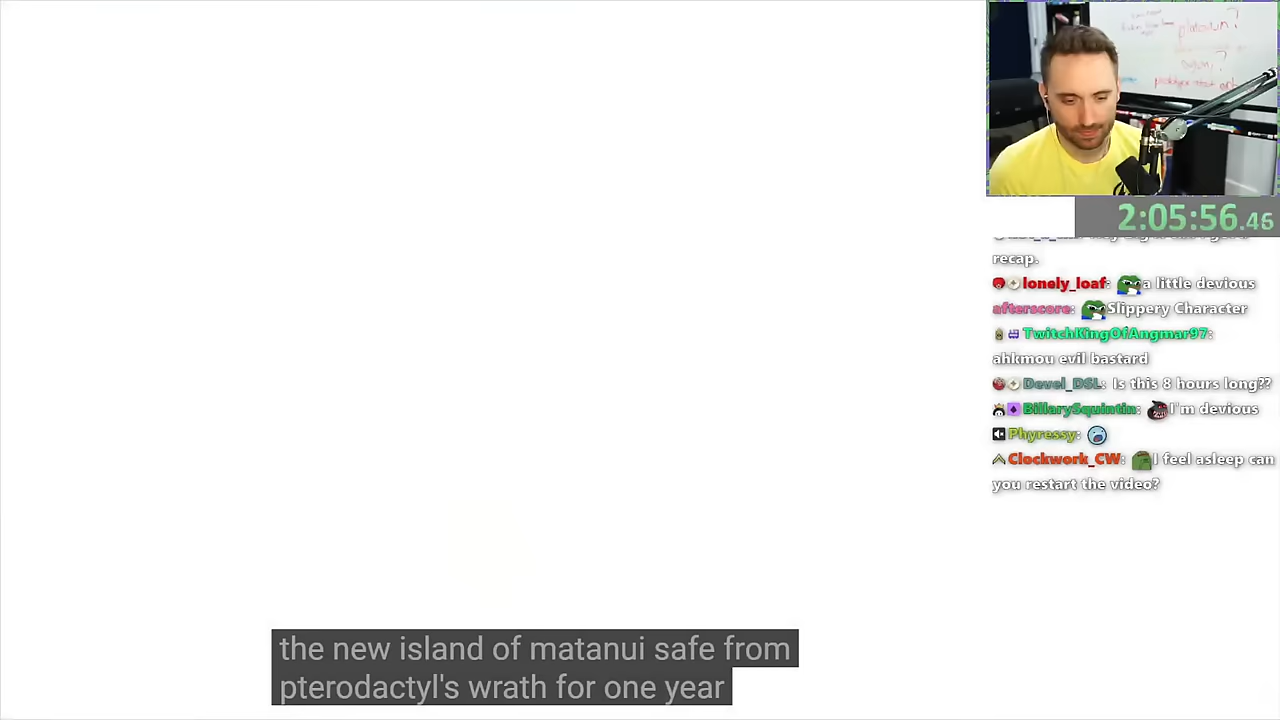 platinum?
2:05:56.46
recap.
lonely_loaf: a little devious
afterscore: Slippery Character
TwitchKingOfAngmar97:
ahkmou evil bastard
Devel_DSL: Is this 8 hours long??
BillarySquintin: I'm devious
Phyressy:
Clockwork_CW: I feel asleep can
you restart the video?
the new island of matanui safe from
pterodactyl's wrath for one year